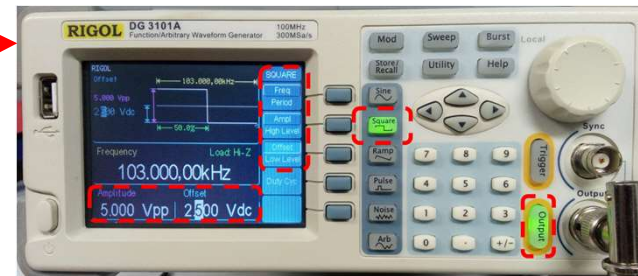 RIGOL DG 3101A
Function/Arbitrary Waveform Generator
100MHz
300MSa/s
RIGOL
Offset
SQUARE
103.000,00kHz
Freq
Period
5.000 Vpp
Ampl
High Level
50.0%
Offset
Low Level
Frequency
Load: Hi-Z
103.000,00kHz
Duty Cyc
Amplitude
Offset
5.000 Vpp
2.500 Vdc
Mod
Sweep
Burst
Local
Store/
Recall
Utility
Help
Sine
Square
Ramp
Pulse
Noise
Arb
7 8 9
4 5 6
1 2 3
0 . +/-
Trigger
Output
Sync
Output